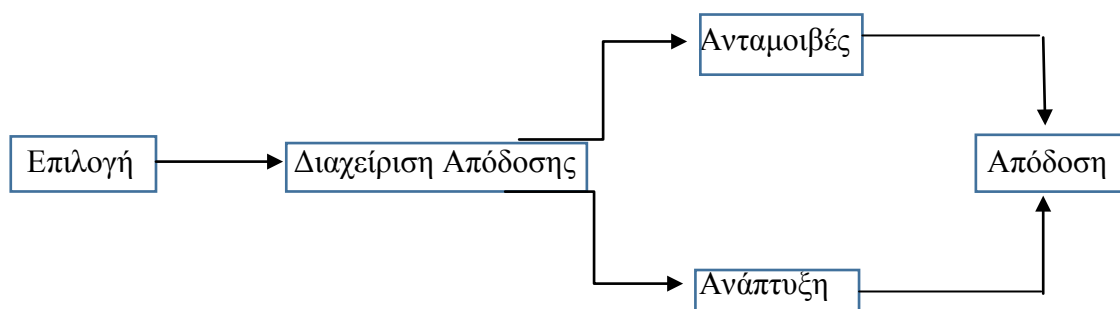 Ανταμοιβές
Επιλογή
Διαχείριση Απόδοσης
Απόδοση
Ανάπτυξη